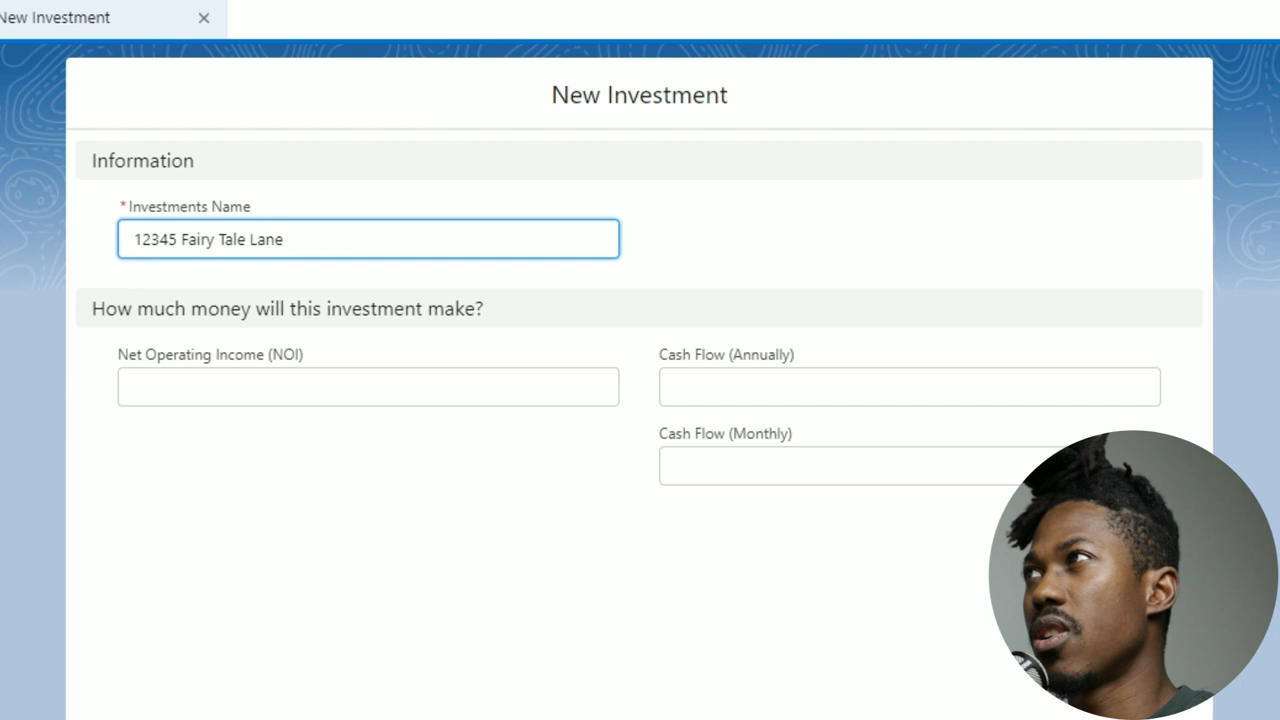 New Investment
New Investment
Information
*Investments Name
12345 Fairy Tale Lane
How much money will this investment make?
Net Operating Income (NOI)
Cash Flow (Annually)
Cash Flow (Monthly)